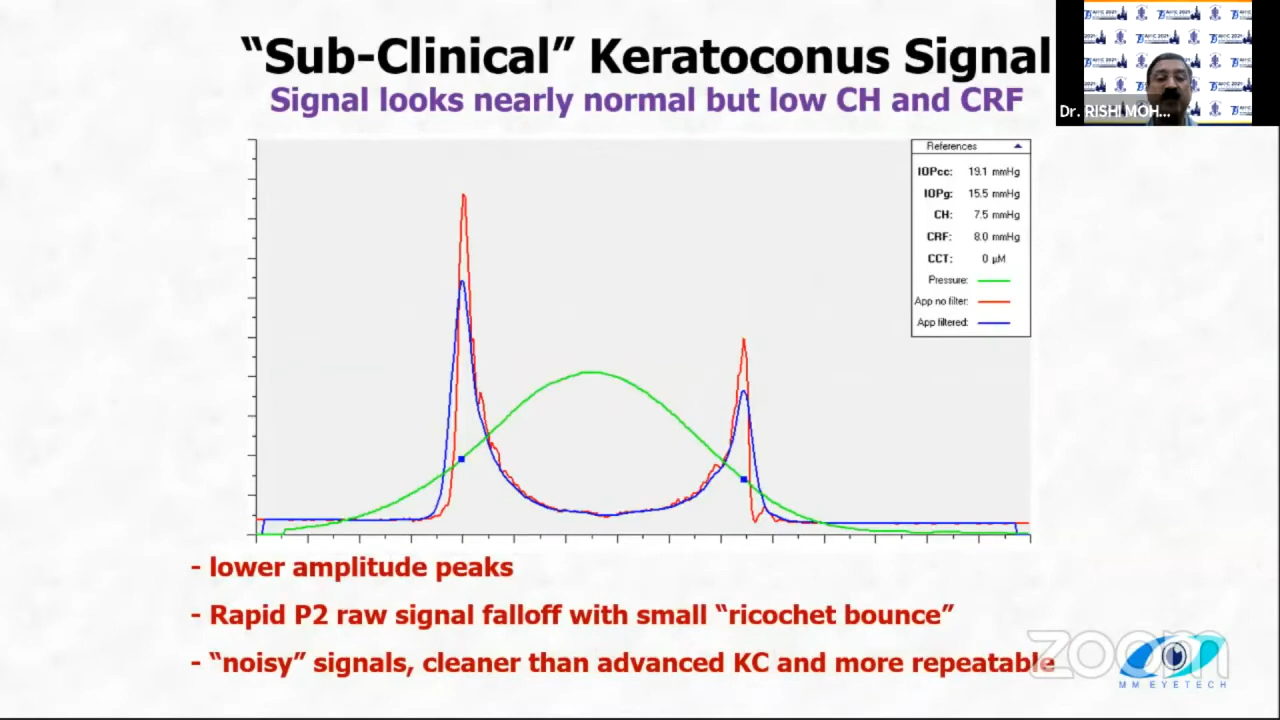 “Sub-Clinical” Keratoconus Signal
Signal looks nearly normal but low CH and CRF
Dr. RISHI MOH...
References
IOPcc: 19.1 mmHg
IOPg: 15.5 mmHg
CH: 7.5 mmHg
CRF: 8.0 mmHg
CCT: 0 µM
Pressure:
App no filter:
App filtered:
- lower amplitude peaks
- Rapid P2 raw signal falloff with small “ricochet bounce”
- “noisy” signals, cleaner than advanced KC and more repeatable
zoom
MM EYETECH